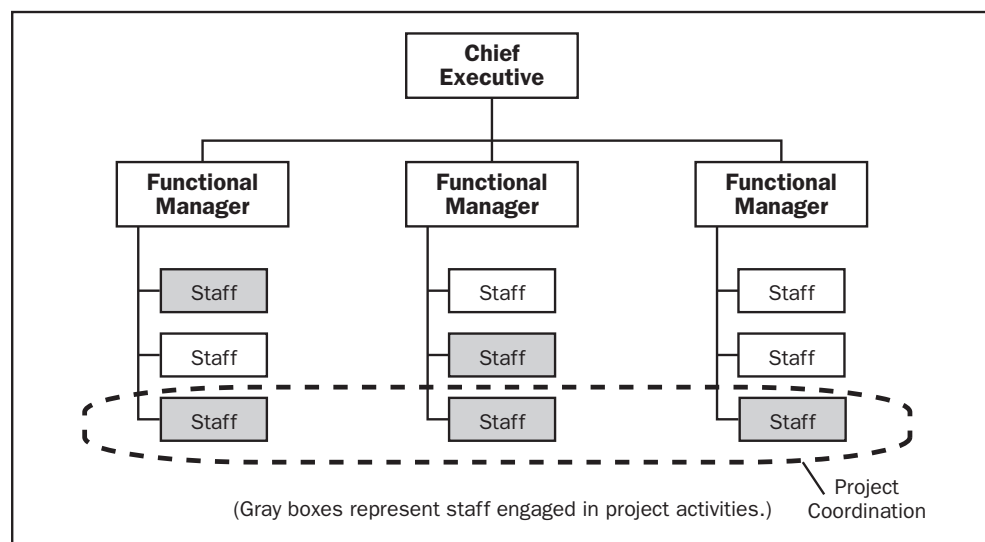 Chief
Executive
Functional
Manager
Functional
Manager
Functional
Manager
Staff
Staff
Staff
Staff
Staff
Staff
Staff
Staff
Staff
Project
Coordination
(Gray boxes represent staff engaged in project activities.)